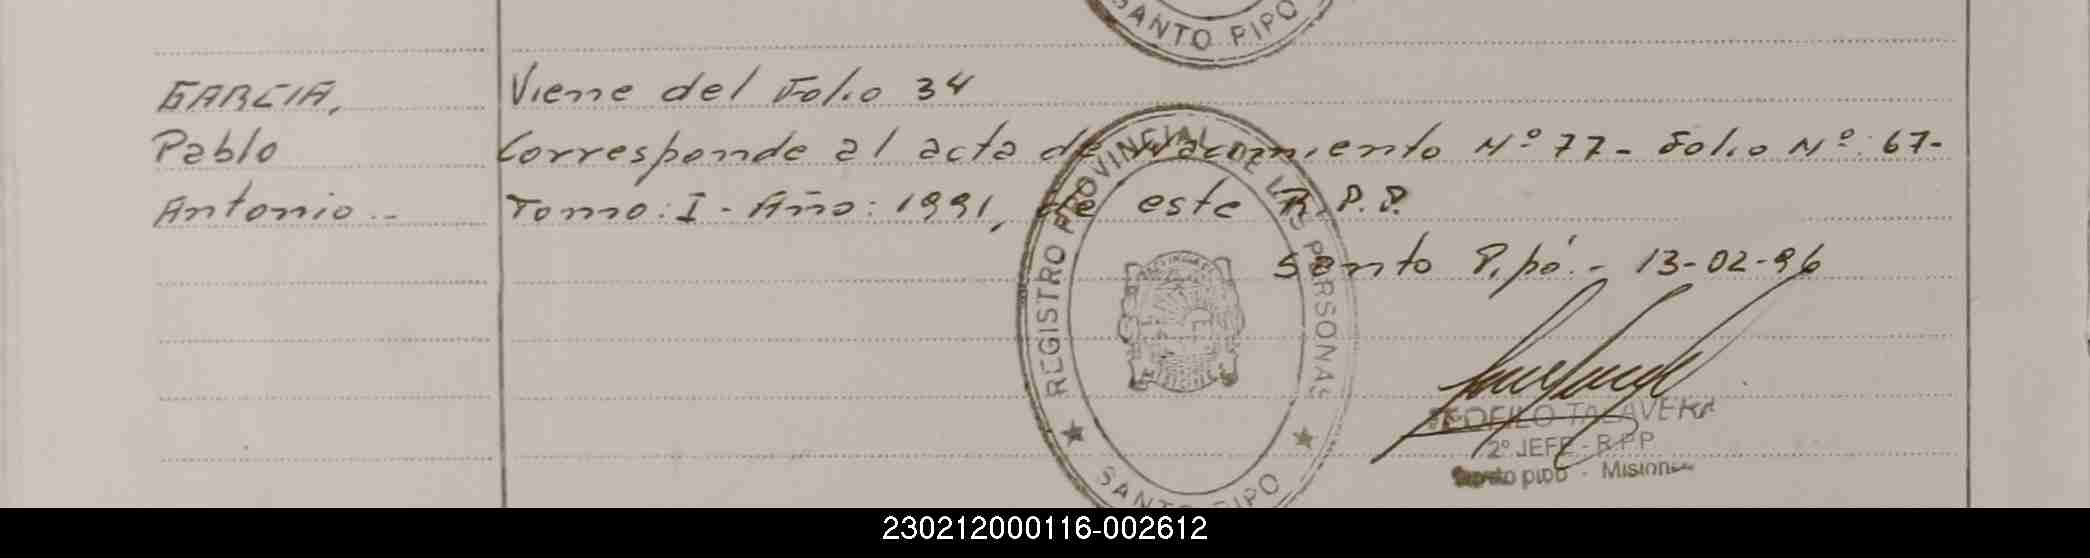 SANTO PIPO
GARCIA,
Pablo
Antonio..
Viene del Folio 34
Corresponde al acta de Nacimiento Nº 77- Folio Nº: 67-
Tomo: I - Año: 1991, de este R. P. P.
Santo Pipó.- 13-02-96
REGISTRO PROVINCIAL DE LAS PERSONAS
SANTO PIPO
TEOFILO TALAVERA
2º JEFE - R.P.P
Santo pipo - Misiones
230212000116-002612